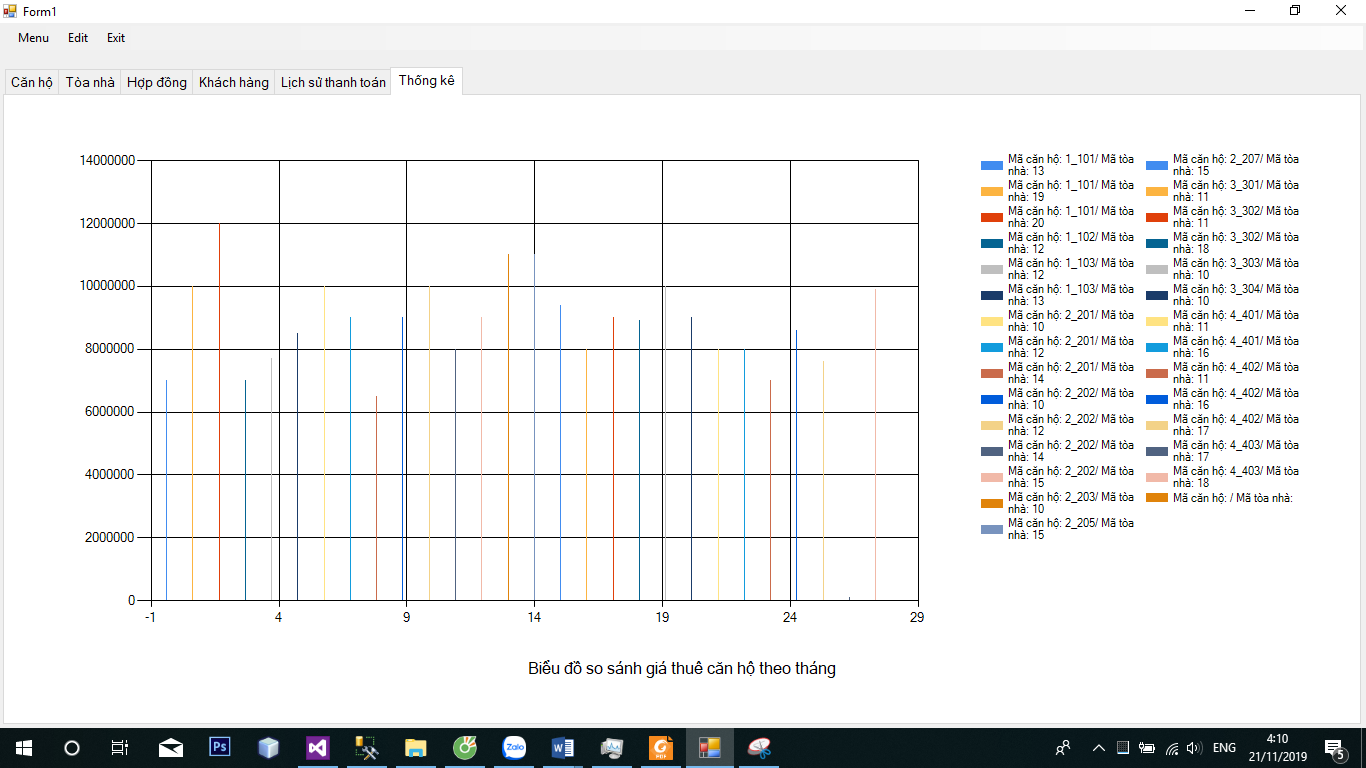 Form1
Menu Edit Exit
Căn hộ Tòa nhà Hợp đồng Khách hàng Lịch sử thanh toán Thống kê
14000000
12000000
10000000
8000000
6000000
4000000
2000000
0
-1 4 9 14 19 24 29
Biểu đồ so sánh giá thuê căn hộ theo tháng
Mã căn hộ: 1_101/ Mã tòa
nhà: 13
Mã căn hộ: 1_101/ Mã tòa
nhà: 19
Mã căn hộ: 1_101/ Mã tòa
nhà: 20
Mã căn hộ: 1_102/ Mã tòa
nhà: 12
Mã căn hộ: 1_103/ Mã tòa
nhà: 12
Mã căn hộ: 1_103/ Mã tòa
nhà: 13
Mã căn hộ: 2_201/ Mã tòa
nhà: 10
Mã căn hộ: 2_201/ Mã tòa
nhà: 12
Mã căn hộ: 2_201/ Mã tòa
nhà: 14
Mã căn hộ: 2_202/ Mã tòa
nhà: 10
Mã căn hộ: 2_202/ Mã tòa
nhà: 12
Mã căn hộ: 2_202/ Mã tòa
nhà: 14
Mã căn hộ: 2_202/ Mã tòa
nhà: 15
Mã căn hộ: 2_203/ Mã tòa
nhà: 10
Mã căn hộ: 2_205/ Mã tòa
nhà: 15
Mã căn hộ: 2_207/ Mã tòa
nhà: 15
Mã căn hộ: 3_301/ Mã tòa
nhà: 11
Mã căn hộ: 3_302/ Mã tòa
nhà: 11
Mã căn hộ: 3_302/ Mã tòa
nhà: 18
Mã căn hộ: 3_303/ Mã tòa
nhà: 10
Mã căn hộ: 3_304/ Mã tòa
nhà: 10
Mã căn hộ: 4_401/ Mã tòa
nhà: 11
Mã căn hộ: 4_401/ Mã tòa
nhà: 16
Mã căn hộ: 4_402/ Mã tòa
nhà: 11
Mã căn hộ: 4_402/ Mã tòa
nhà: 16
Mã căn hộ: 4_402/ Mã tòa
nhà: 17
Mã căn hộ: 4_403/ Mã tòa
nhà: 17
Mã căn hộ: 4_403/ Mã tòa
nhà: 18
Mã căn hộ: / Mã tòa nhà:
Ps
Zalo
W
PDF
ENG
4:10
21/11/2019
5